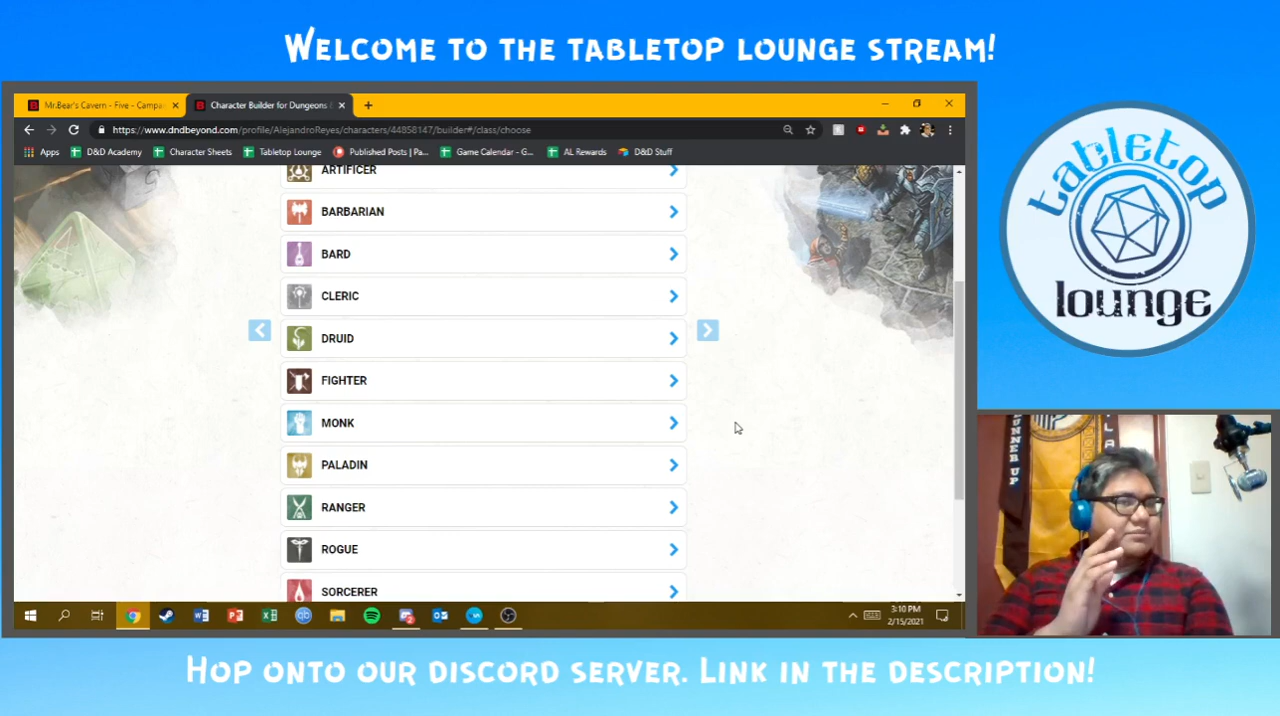 WELCOME TO THE TABLETOP LOUNGE STREAM!
Mr.Bear's Cavern - Five - Campa
Character Builder for Dungeons &
https://www.dndbeyond.com/profile/AlejandroReyes/characters/44858147/builder#/class/choose
Apps
D&D Academy
Character Sheets
Tabletop Lounge
Published Posts | Pa...
Game Calendar - G...
AL Rewards
D&D Stuff
ARTIFICER
BARBARIAN
BARD
CLERIC
DRUID
FIGHTER
MONK
PALADIN
RANGER
ROGUE
SORCERER
3:10 PM
2/15/2021
tabletop
lounge
UNNER UP
HOP ONTO OUR DISCORD SERVER. LINK IN THE DESCRIPTION!